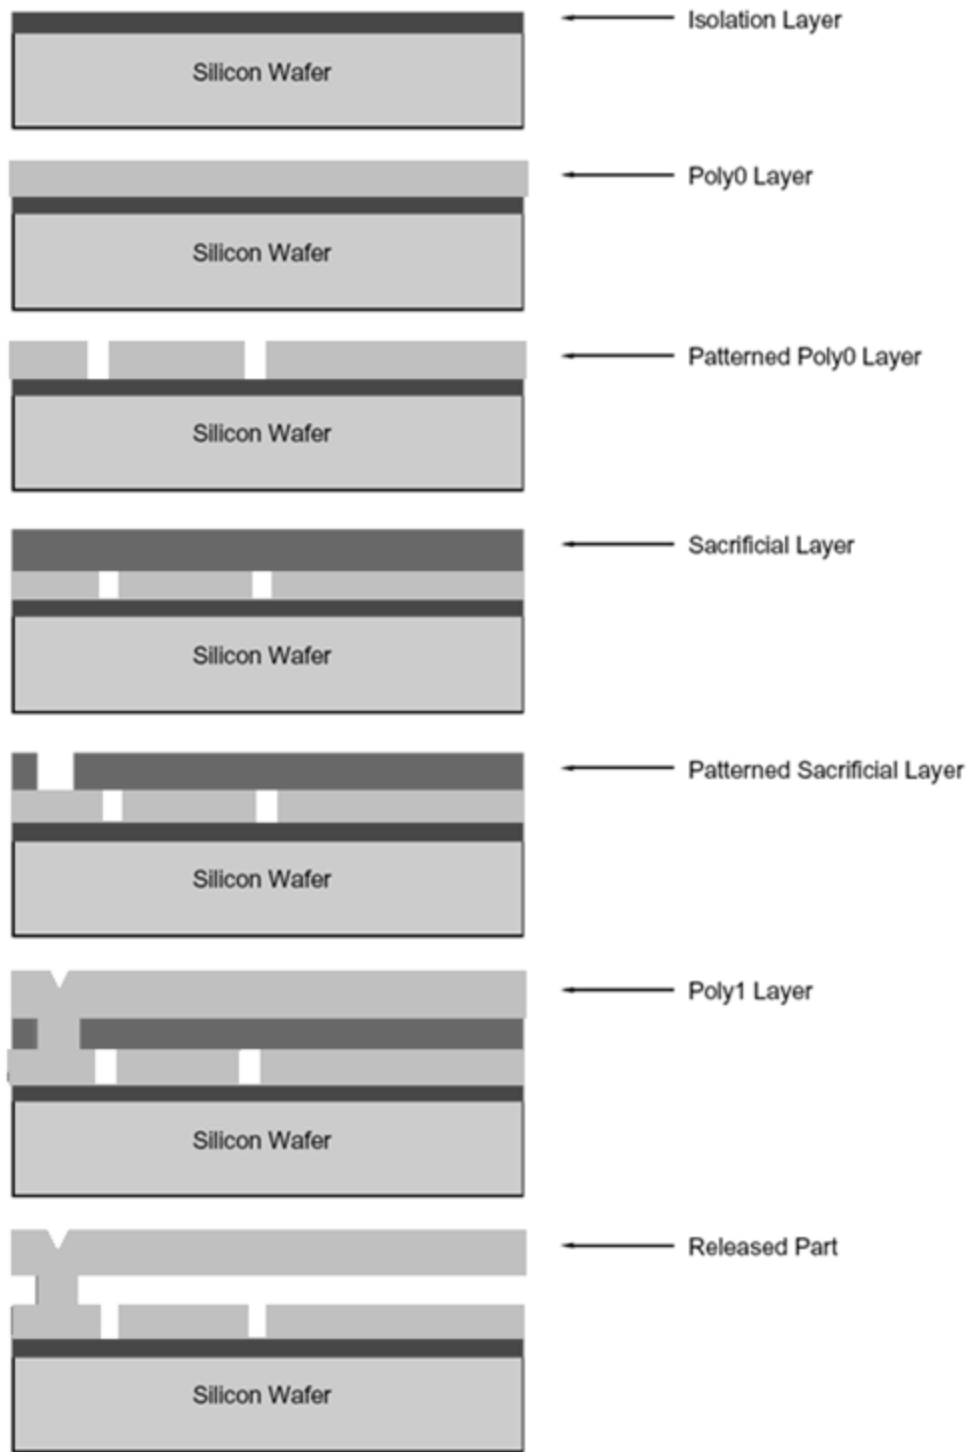 Isolation Layer
Silicon Wafer
Poly0 Layer
Silicon Wafer
Patterned Poly0 Layer
Silicon Wafer
Sacrificial Layer
Silicon Wafer
Patterned Sacrificial Layer
Silicon Wafer
Poly1 Layer
Silicon Wafer
Released Part
Silicon Wafer